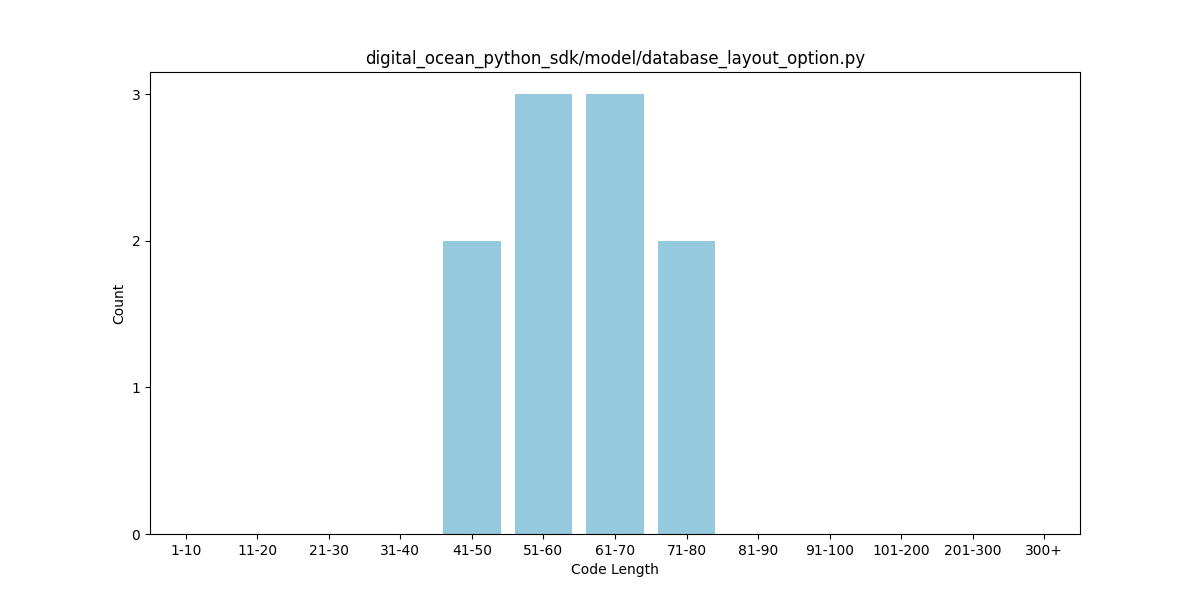 digital_ocean_python_sdk/model/database_layout_option.py
3
2
1
0
Count
1-10 11-20 21-30 31-40 41-50 51-60 61-70 71-80 81-90 91-100 101-200 201-300 300+
Code Length